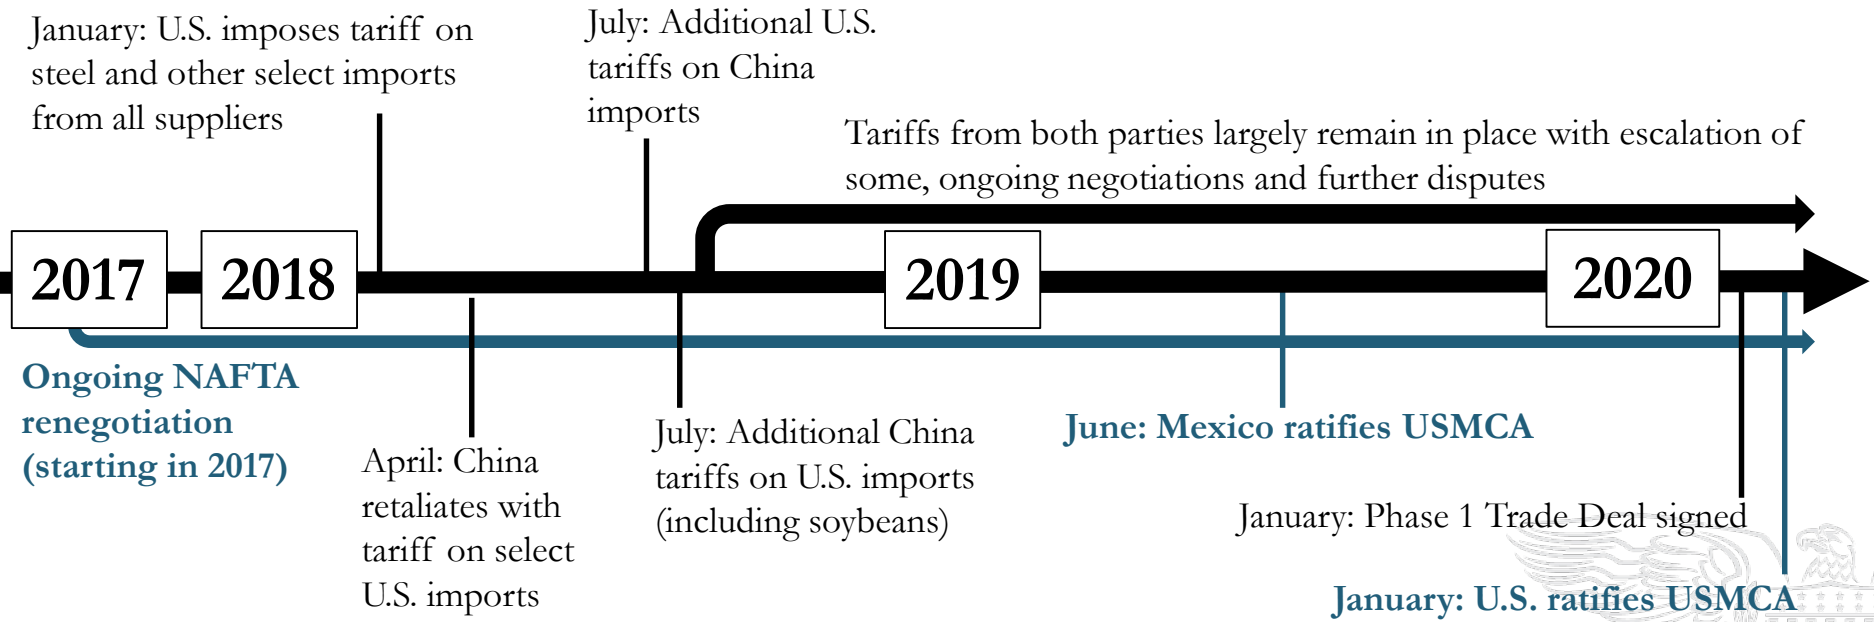 January: U.S. imposes tariff on
steel and other select imports
from all suppliers
July: Additional U.S.
tariffs on China
imports
Tariffs from both parties largely remain in place with escalation of
some, ongoing negotiations and further disputes
2017
2018
2019
2020
Ongoing NAFTA
renegotiation
(starting in 2017)
April: China
retaliates with
tariff on select
U.S. imports
July: Additional China
tariffs on U.S. imports
(including soybeans)
June: Mexico ratifies USMCA
January: Phase 1 Trade Deal signed
January: U.S. ratifies USMCA